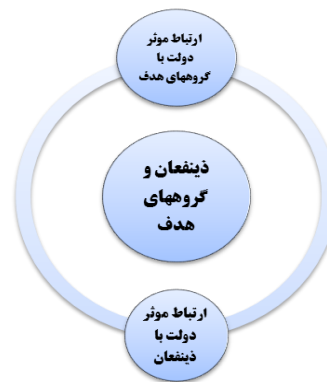 ارتباط موثر
دولت با
گروههای هدف
ذینفعان و
گروههای
هدف
ارتباط موثر
دولت با
ذینفعان